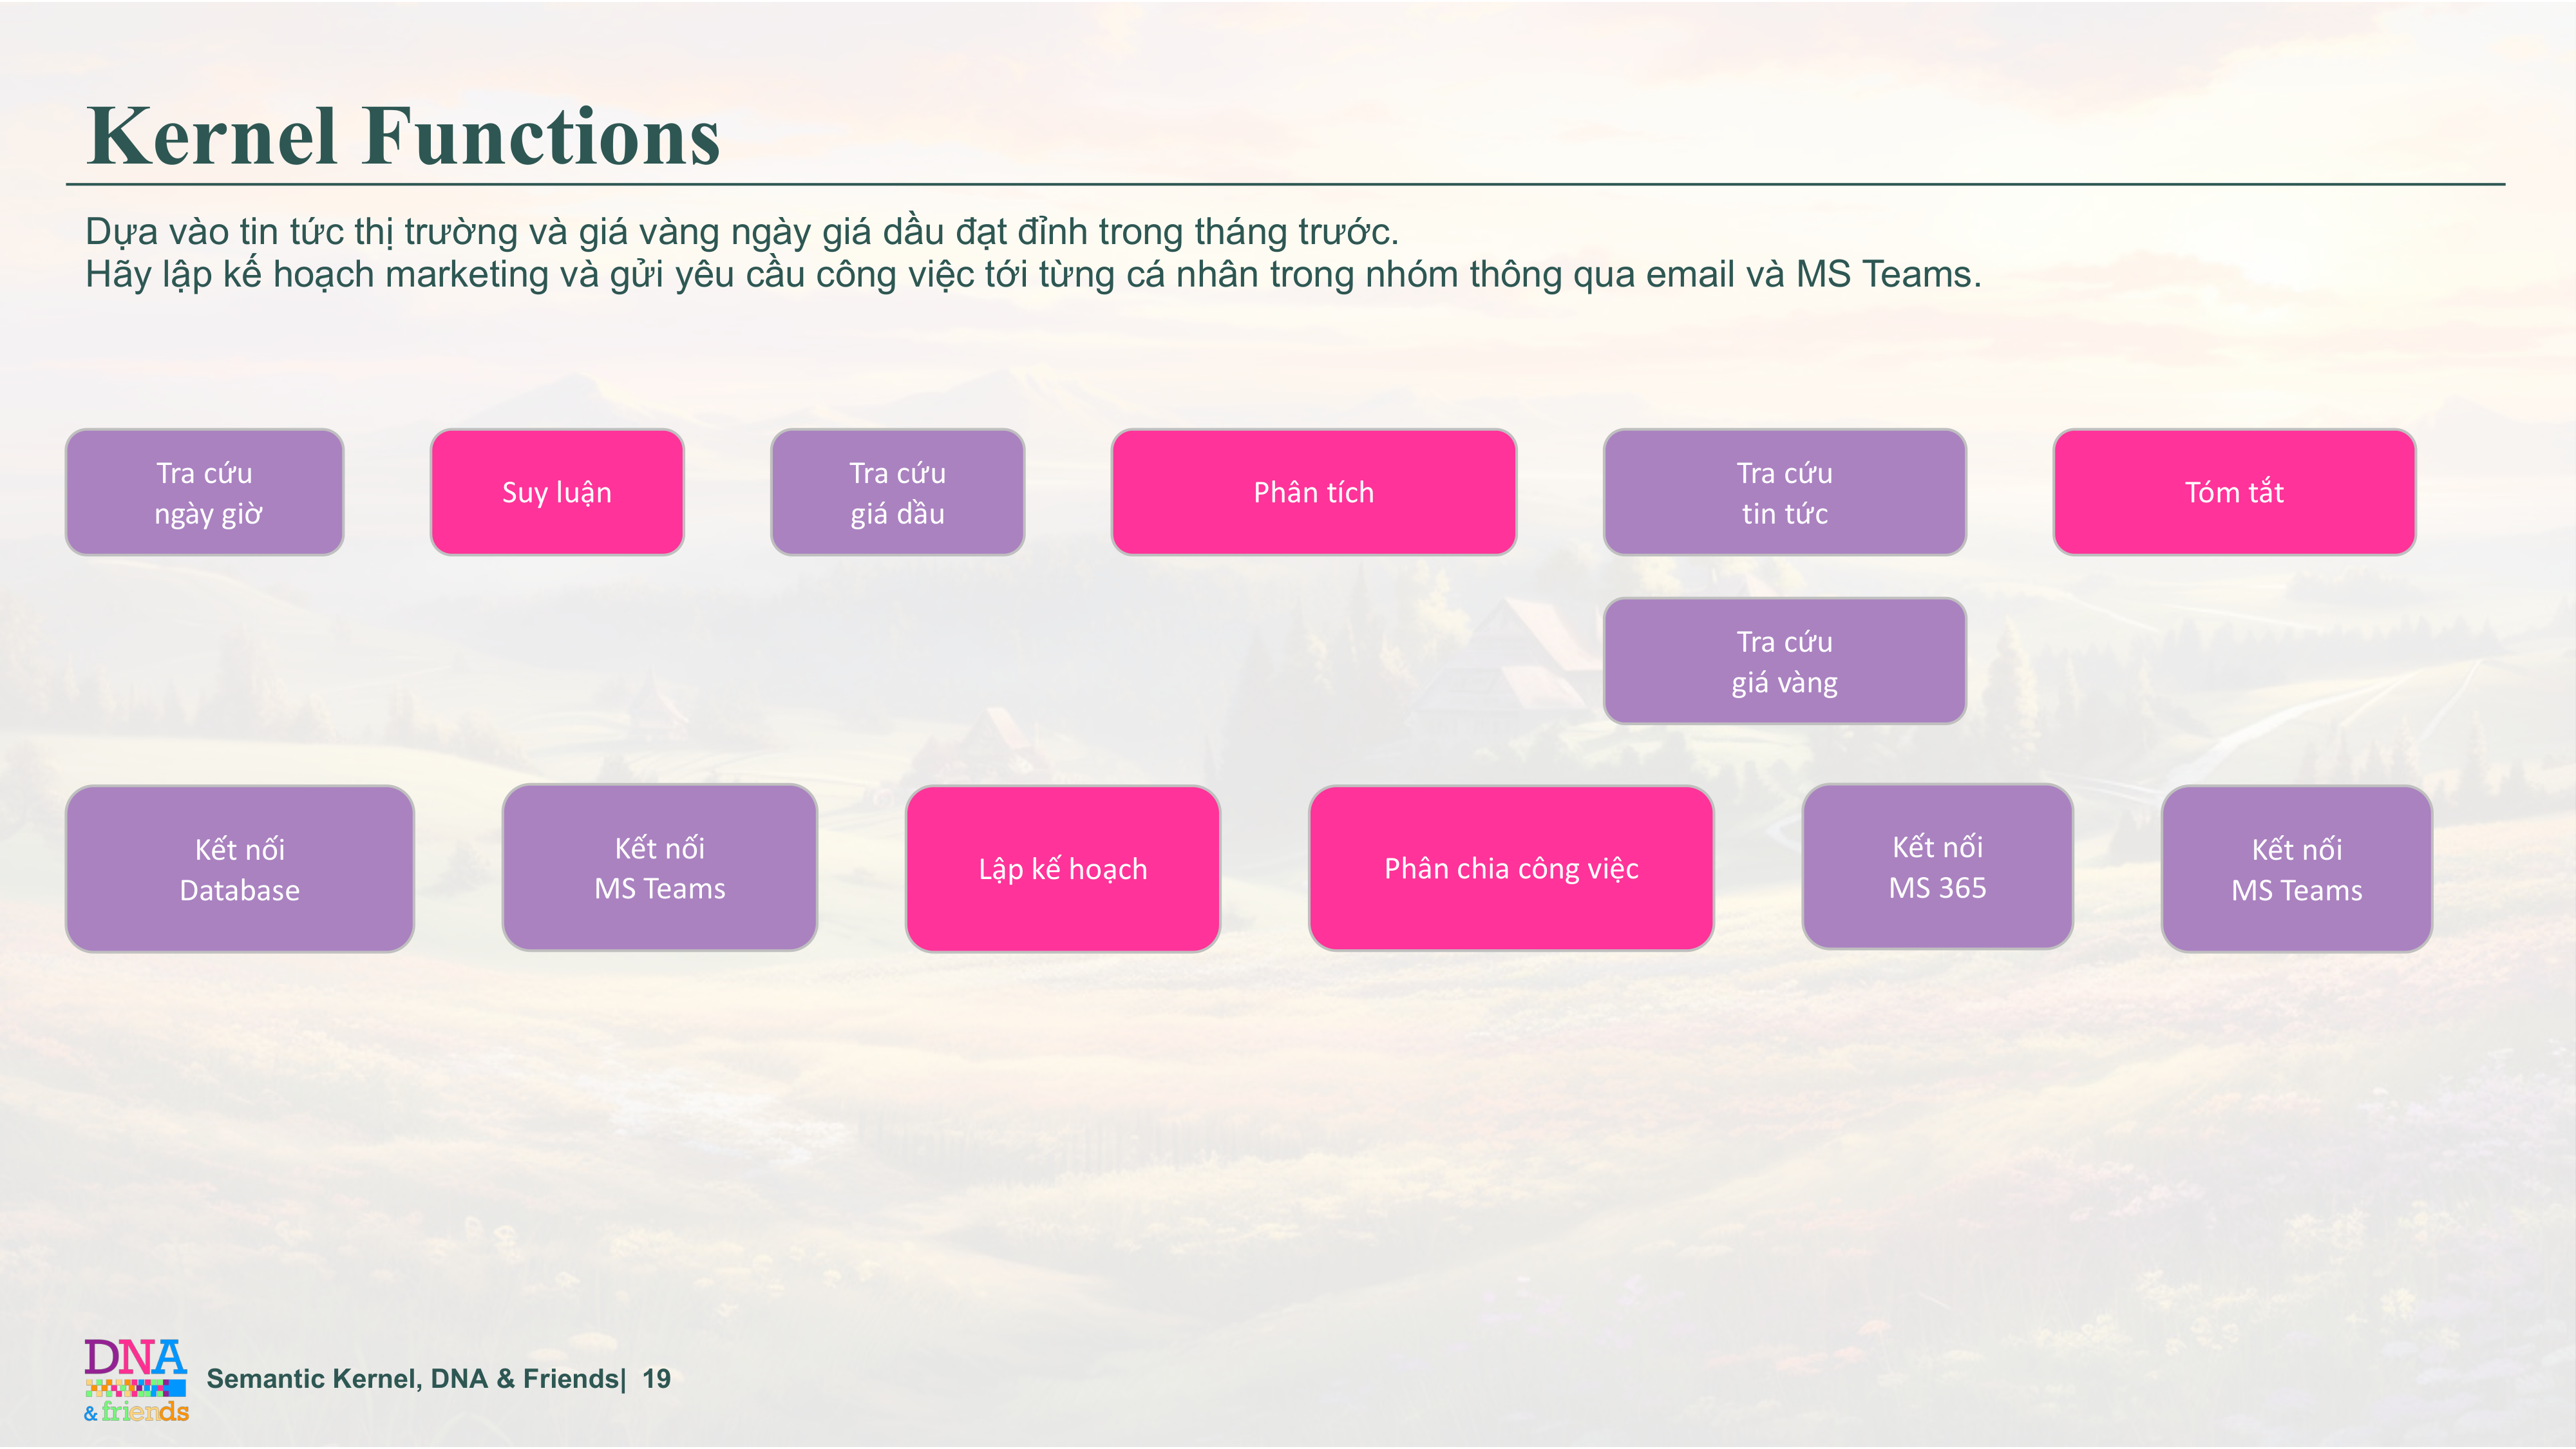 Kernel Functions
Dựa vào tin tức thị trường và giá vàng ngày giá dầu đạt đỉnh trong tháng trước.
Hãy lập kế hoạch marketing và gửi yêu cầu công việc tới từng cá nhân trong nhóm thông qua email và MS Teams.
Tra cứu
ngày giờ
Suy luận
Tra cứu
giá dầu
Phân tích
Tra cứu
tin tức
Tóm tắt
Tra cứu
giá vàng
Kết nối
Database
Kết nối
MS Teams
Lập kế hoạch
Phân chia công việc
Kết nối
MS 365
Kết nối
MS Teams
DNA
& friends
Semantic Kernel, DNA & Friends| 19